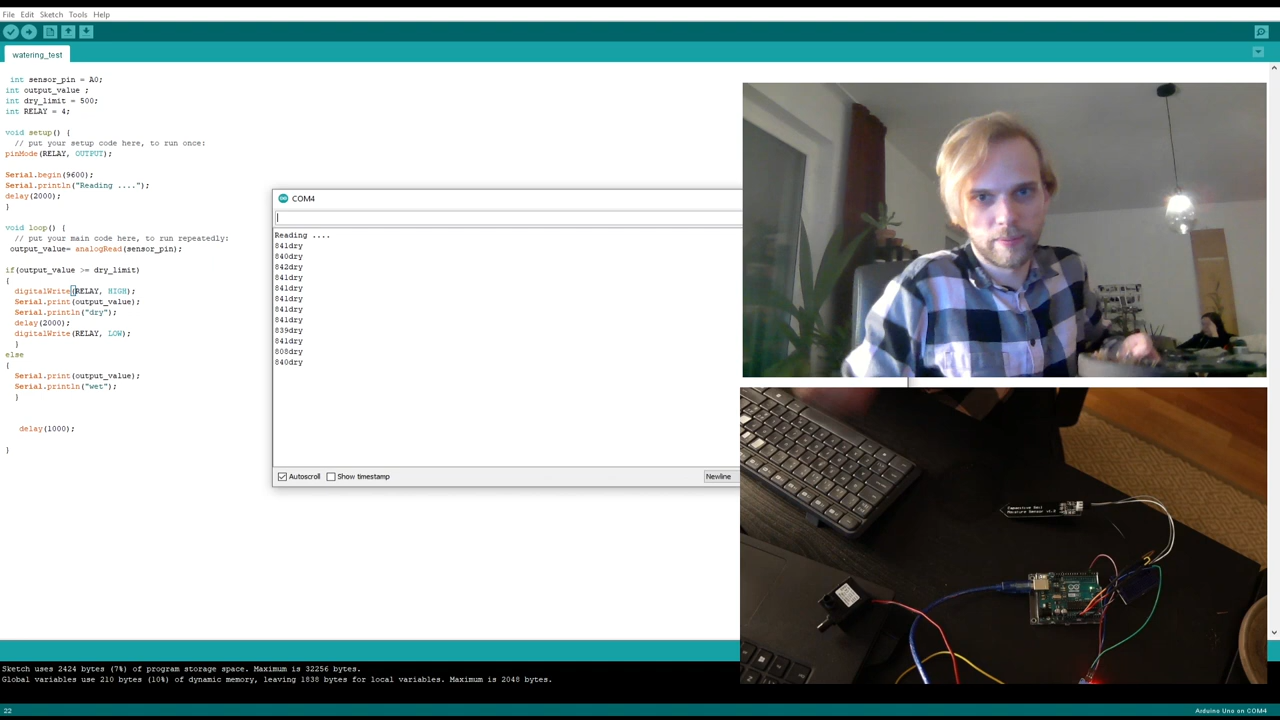 File Edit Sketch Tools Help
watering_test
int sensor_pin = A0;
int output_value ;
int dry_limit = 500;
int RELAY = 4;
void setup() {
// put your setup code here, to run once:
pinMode(RELAY, OUTPUT);
Serial.begin(9600);
Serial.println("Reading ....");
delay(2000);
}
void loop() {
// put your main code here, to run repeatedly:
output_value= analogRead(sensor_pin);
if(output_value >= dry_limit)
{
digitalWrite(RELAY, HIGH);
Serial.print(output_value);
Serial.println("dry");
delay(2000);
digitalWrite(RELAY, LOW);
}
else
{
Serial.print(output_value);
Serial.println("wet");
}
delay(1000);
}
COM4
Reading ....
841dry
840dry
842dry
841dry
841dry
841dry
841dry
841dry
839dry
841dry
808dry
840dry
Autoscroll Show timestamp
Newline
Capacitive Soil
Moisture Sensor v1.2
Sketch uses 2424 bytes (7%) of program storage space. Maximum is 32256 bytes.
Global variables use 210 bytes (10%) of dynamic memory, leaving 1838 bytes for local variables. Maximum is 2048 bytes.
22
Arduino Uno on COM4